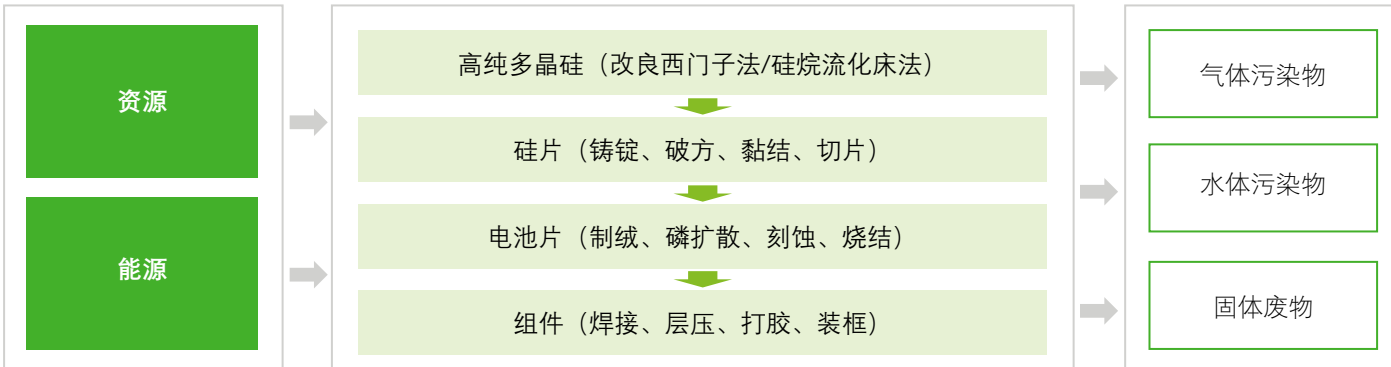 资源
能源
高纯多晶硅（改良西门子法/硅烷流化床法）
硅片（铸锭、破方、黏结、切片）
电池片（制绒、磷扩散、刻蚀、烧结）
组件（焊接、层压、打胶、装框）
气体污染物
水体污染物
固体废物